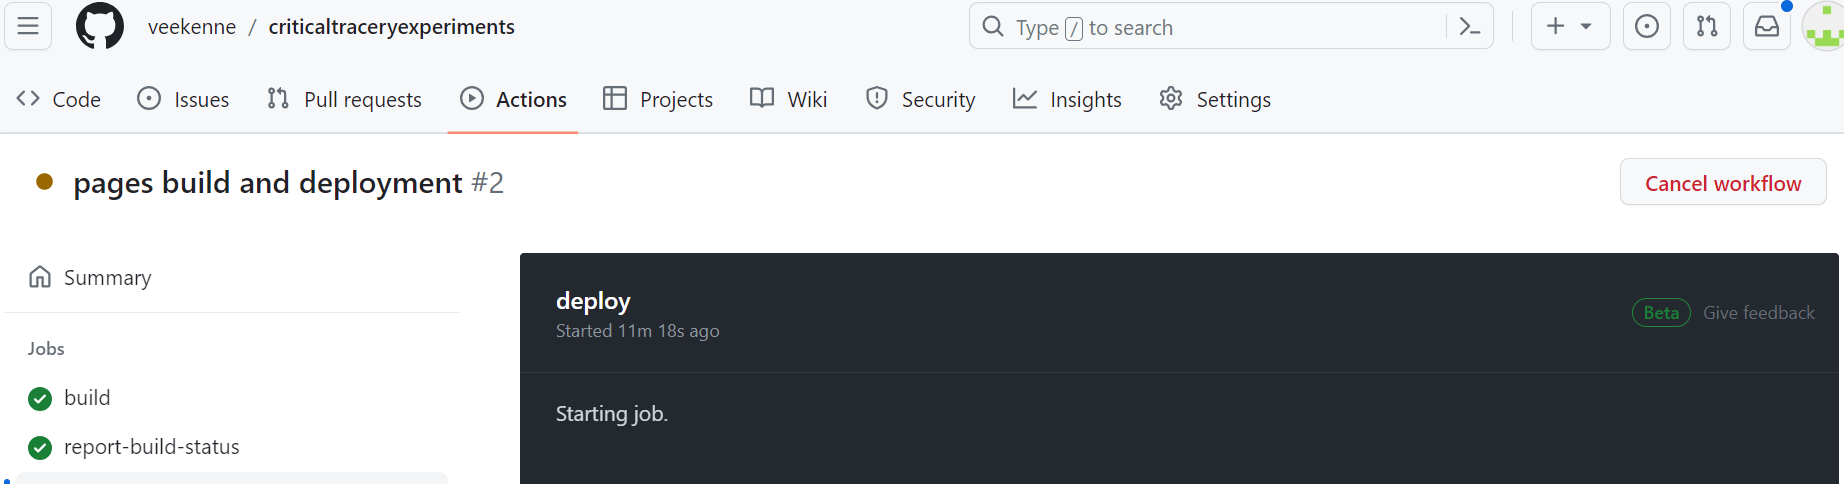 veekenne / criticaltraceryexperiments
Type / to search
Code Issues Pull requests Actions Projects Wiki Security Insights Settings
pages build and deployment #2
Cancel workflow
Summary
Jobs
build
report-build-status
deploy
Started 11m 18s ago
Beta Give feedback
Starting job.